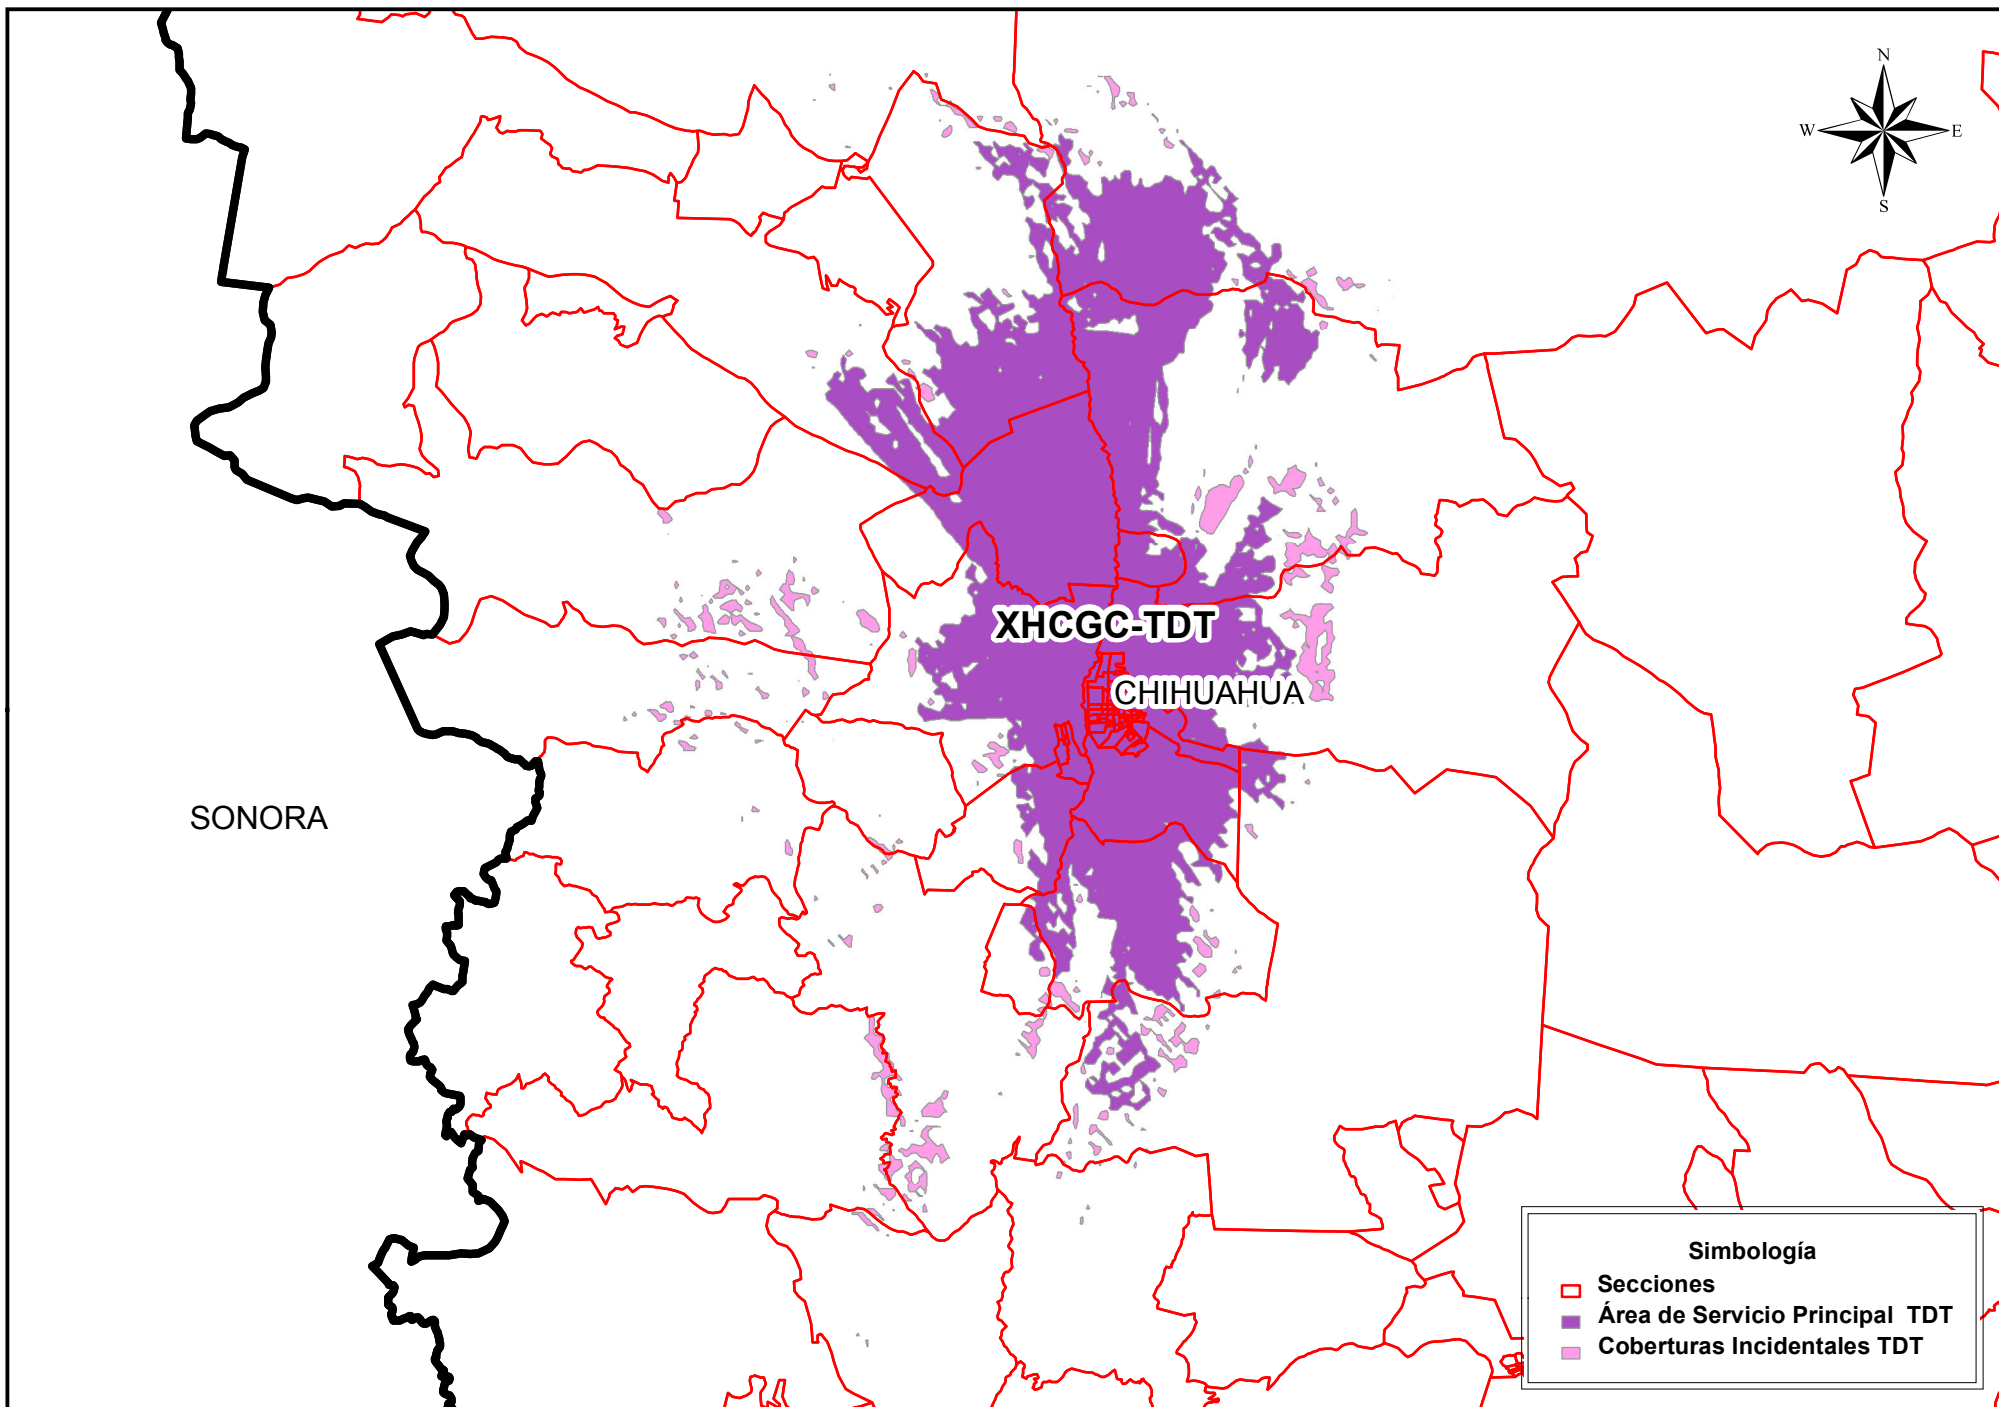 N
W E
S
XHCGC-TDT
CHIHUAHUA
SONORA
Simbología
Secciones
Área de Servicio Principal TDT
Coberturas Incidentales TDT